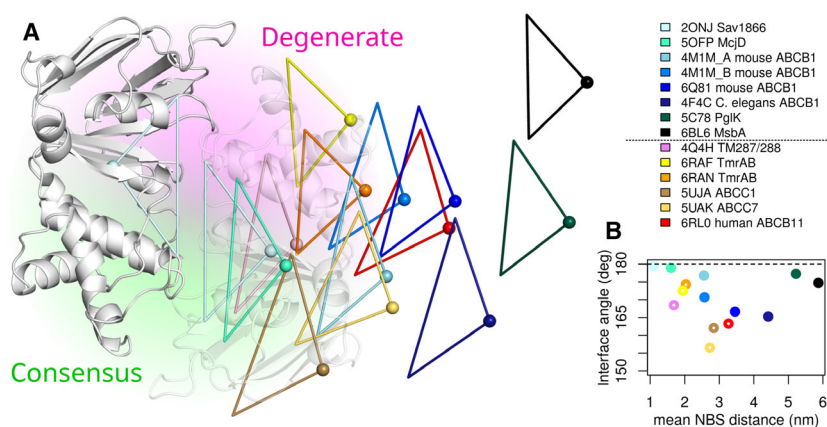 A
Degenerate
Consensus
2ONJ Sav1866
5OFP McjD
4M1M_A mouse ABCB1
4M1M_B mouse ABCB1
6Q81 mouse ABCB1
4F4C C. elegans ABCB1
5C78 PglK
6BL6 MsbA
4Q4H TM287/288
6RAF TmrAB
6RAN TmrAB
5UJA ABCC1
5UAK ABCC7
6RL0 human ABCB11
B
Interface angle (deg)
180
165
150
1 2 3 4 5 6
mean NBS distance (nm)